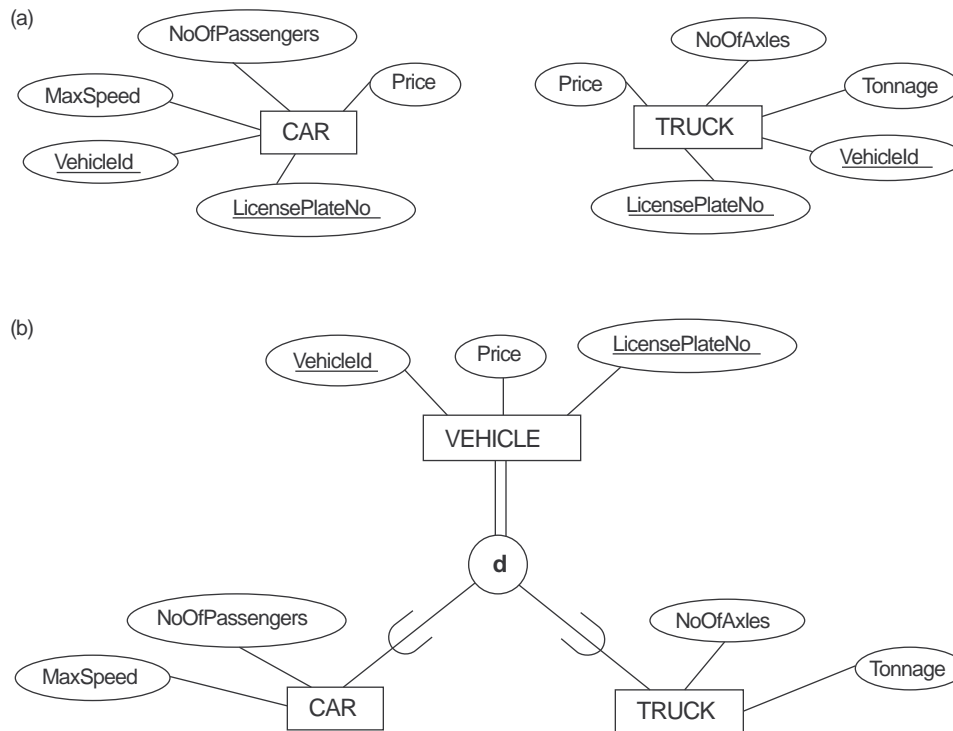 (a)
NoOfPassengers
NoOfAxles
MaxSpeed
Price
Price
Tonnage
CAR
TRUCK
VehicleId
VehicleId
LicensePlateNo
LicensePlateNo
(b)
VehicleId
Price
LicensePlateNo
VEHICLE
d
NoOfPassengers
NoOfAxles
MaxSpeed
Tonnage
CAR
TRUCK